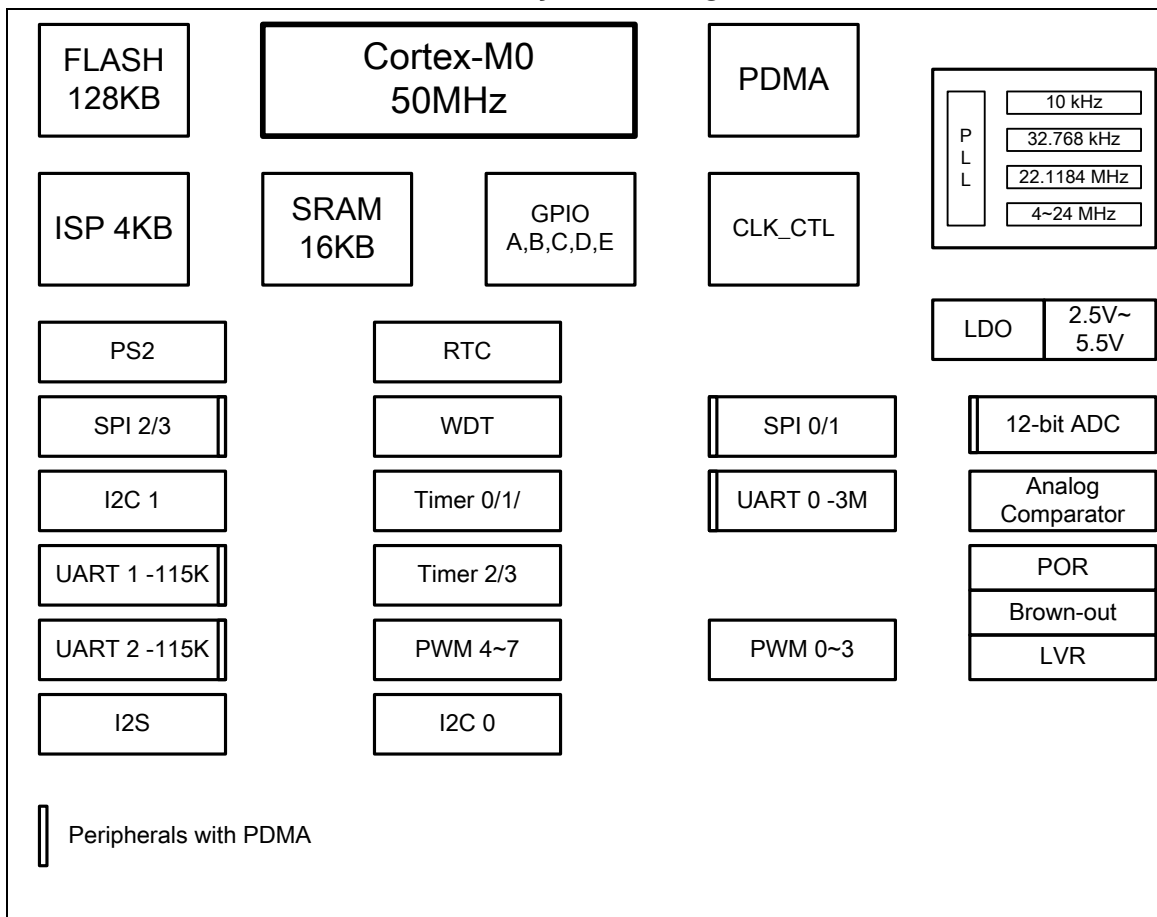 FLASH
128KB
Cortex-M0
50MHz
PDMA
P
L
L
10 kHz
32.768 kHz
22.1184 MHz
4~24 MHz
ISP 4KB
SRAM
16KB
GPIO
A,B,C,D,E
CLK_CTL
LDO
2.5V~
5.5V
PS2
RTC
SPI 2/3
WDT
SPI 0/1
12-bit ADC
I2C 1
Timer 0/1/
UART 0 -3M
Analog
Comparator
UART 1 -115K
Timer 2/3
POR
Brown-out
UART 2 -115K
PWM 4~7
PWM 0~3
LVR
I2S
I2C 0
Peripherals with PDMA